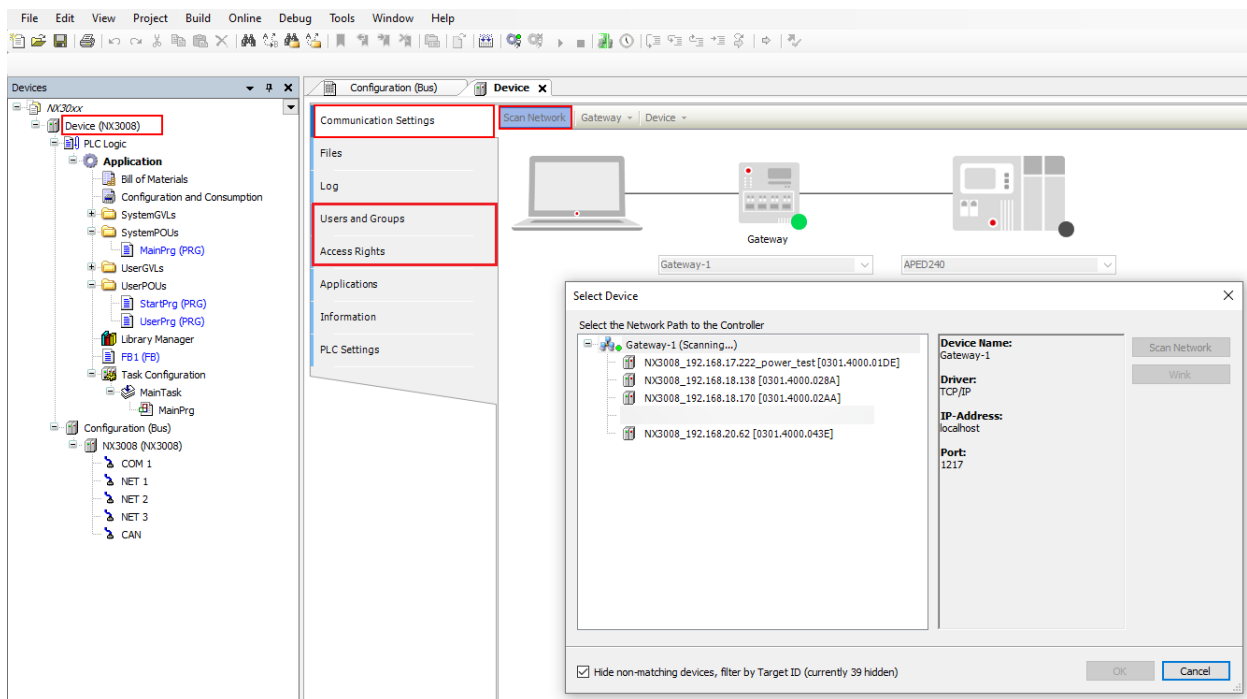 File Edit View Project Build Online Debug Tools Window Help
Devices
NX30xx
Device (NX3008)
PLC Logic
Application
Bill of Materials
Configuration and Consumption
SystemGVLs
SystemPOUs
MainPrg (PRG)
UserGVLs
UserPOUs
StartPrg (PRG)
UserPrg (PRG)
Library Manager
FB1 (FB)
Task Configuration
MainTask
MainPrg
Configuration (Bus)
NX3008 (NX3008)
COM 1
NET 1
NET 2
NET 3
CAN
Configuration (Bus) Device
Communication Settings
Files
Log
Users and Groups
Access Rights
Applications
Information
PLC Settings
Scan Network Gateway Device
Gateway
Gateway-1 APED240
Select Device
Select the Network Path to the Controller
Gateway-1 (Scanning...)
NX3008_192.168.17.222_power_test [0301.4000.01DE]
NX3008_192.168.18.138 [0301.4000.028A]
NX3008_192.168.18.170 [0301.4000.02AA]
NX3008_192.168.20.62 [0301.4000.043E]
Device Name:
Gateway-1
Driver:
TCP/IP
IP-Address:
localhost
Port:
1217
Scan Network
Wink
Hide non-matching devices, filter by Target ID (currently 39 hidden)
OK Cancel